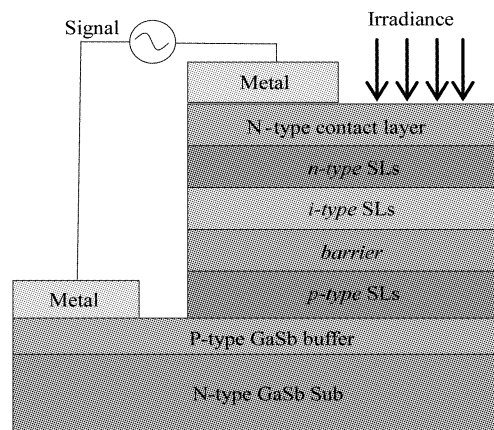 Irradiance
Signal
Metal
N-type contact layer
n-type SLs
i-type SLs
barrier
p-type SLs
Metal
P-type GaSb buffer
N-type GaSb Sub